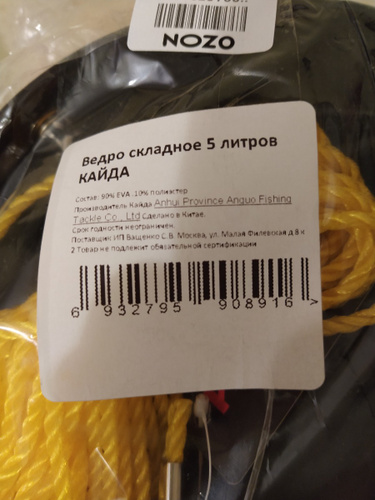 OZON
Ведро складное 5 литров
КАЙДА
Состав: 90% EVA .10% полиэстер
Производитель Кайда Anhui Province Anguo Fishing
Tackle Co., Ltd Сделано в Китае.
Срок годности неограничен.
Поставщик ИП Ващенко С.В. Москва, ул. Малая Филевская д 8 к
2 Товар не подлежит обязательной сертификации
6 932795 908916 >